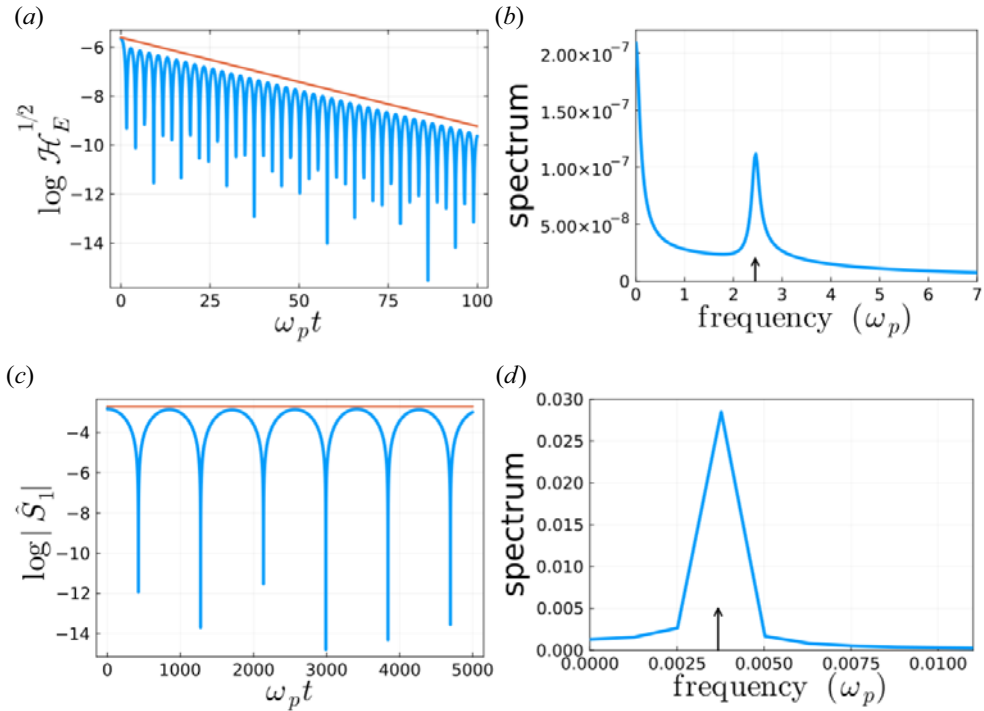 (a)
(b)
−6
−8
−10
−12
−14
log ℋ_E^{1/2}
0 25 50 75 100
ω_p t
2.00×10^{−7}
1.50×10^{−7}
1.00×10^{−7}
5.00×10^{−8}
0
spectrum
0 1 2 3 4 5 6 7
frequency (ω_p)
(c)
(d)
−4
−6
−8
−10
−12
−14
log|Ŝ_1|
0 1000 2000 3000 4000 5000
ω_p t
0.030
0.025
0.020
0.015
0.010
0.005
0.000
spectrum
0.0000 0.0025 0.0050 0.0075 0.0100
frequency (ω_p)